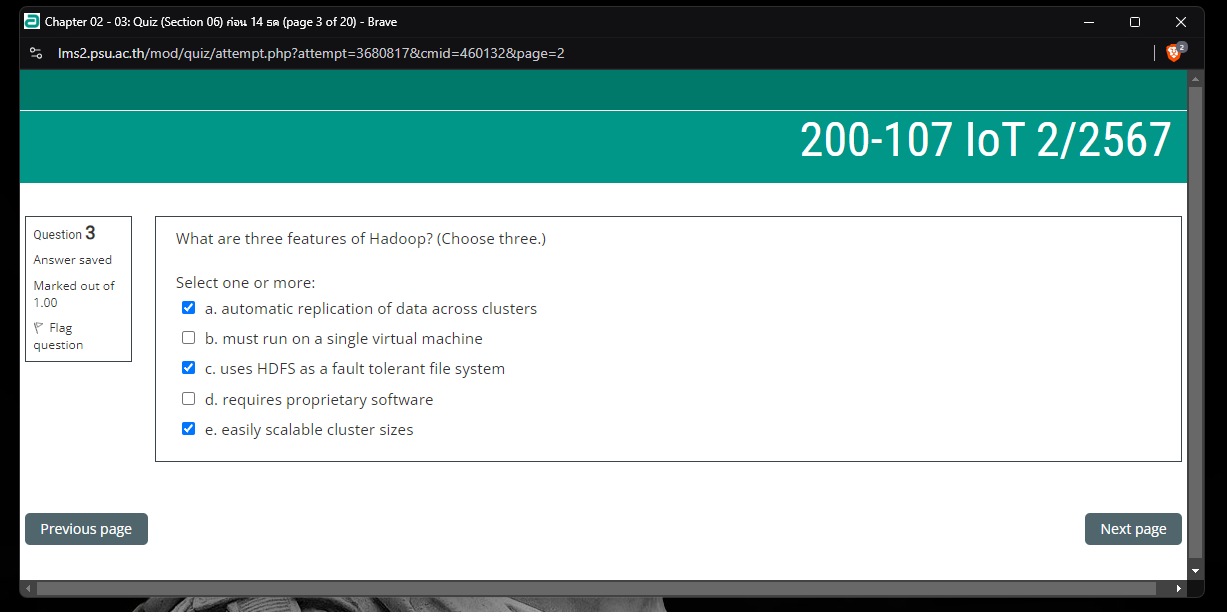 Chapter 02 - 03: Quiz (Section 06) ก่อน 14 ธค (page 3 of 20) - Brave
lms2.psu.ac.th/mod/quiz/attempt.php?attempt=3680817&cmid=460132&page=2
2
200-107 IoT 2/2567
Question 3
Answer saved
Marked out of
1.00
Flag
question
What are three features of Hadoop? (Choose three.)
Select one or more:
a. automatic replication of data across clusters
b. must run on a single virtual machine
c. uses HDFS as a fault tolerant file system
d. requires proprietary software
e. easily scalable cluster sizes
Previous page
Next page